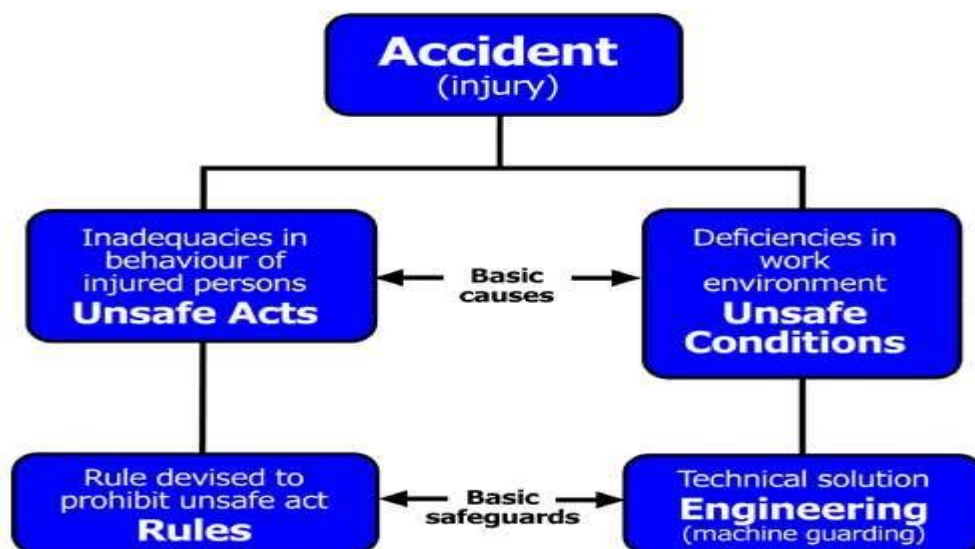 Accident
(injury)
Inadequacies in
behaviour of
injured persons
Unsafe Acts
Basic
causes
Deficiencies in
work
environment
Unsafe
Conditions
Rule devised to
prohibit unsafe act
Rules
Basic
safeguards
Technical solution
Engineering
(machine guarding)